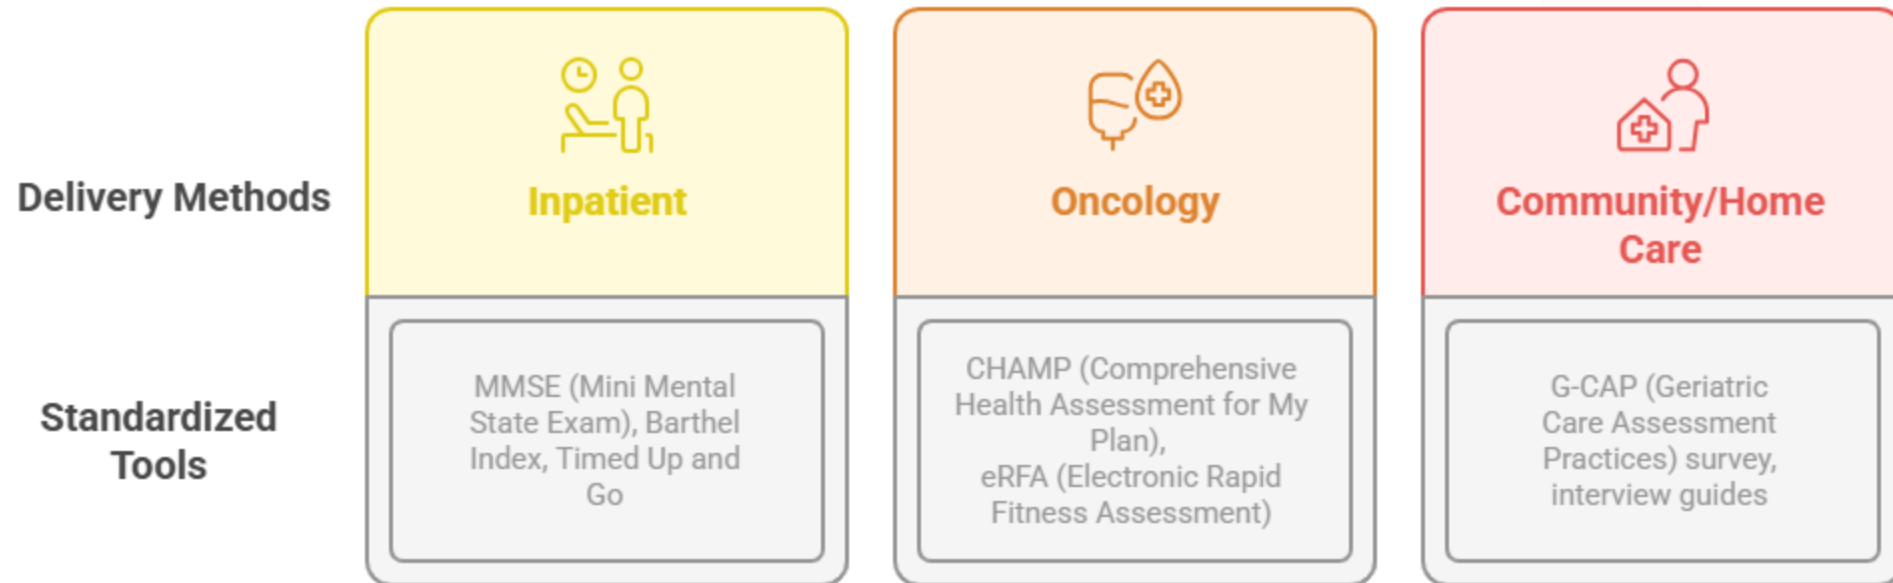 Delivery Methods
Inpatient
Oncology
Community/Home
Care
Standardized
Tools
MMSE (Mini Mental
State Exam), Barthel
Index, Timed Up and
Go
CHAMP (Comprehensive
Health Assessment for My
Plan),
eRFA (Electronic Rapid
Fitness Assessment)
G-CAP (Geriatric
Care Assessment
Practices) survey,
interview guides